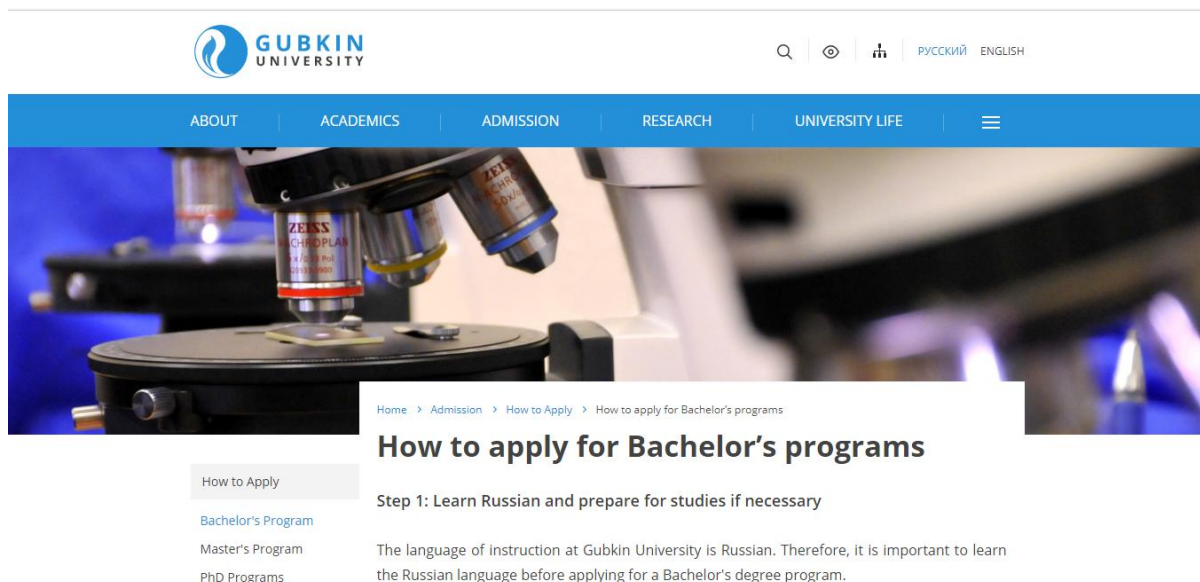 GUBKIN
UNIVERSITY
РУССКИЙ ENGLISH
ABOUT ACADEMICS ADMISSION RESEARCH UNIVERSITY LIFE
ZEISS
ZEISS
Home > Admission > How to Apply > How to apply for Bachelor’s programs
How to apply for Bachelor’s programs
How to Apply
Step 1: Learn Russian and prepare for studies if necessary
Bachelor's Program
Master's Program
The language of instruction at Gubkin University is Russian. Therefore, it is important to learn
PhD Programs
the Russian language before applying for a Bachelor's degree program.